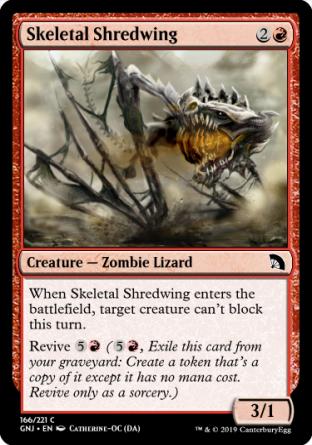 Skeletal Shredwing 2
Creature — Zombie Lizard
When Skeletal Shredwing enters the
battlefield, target creature can't block
this turn.
Revive 5 ( 5 , Exile this card from
your graveyard: Create a token that's a
copy of it except it has no mana cost.
Revive only as a sorcery.)
3/1
166/221 C
GNJ • EN CATHERINE-OC (DA)
™ & © 2019 CanterburyEgg